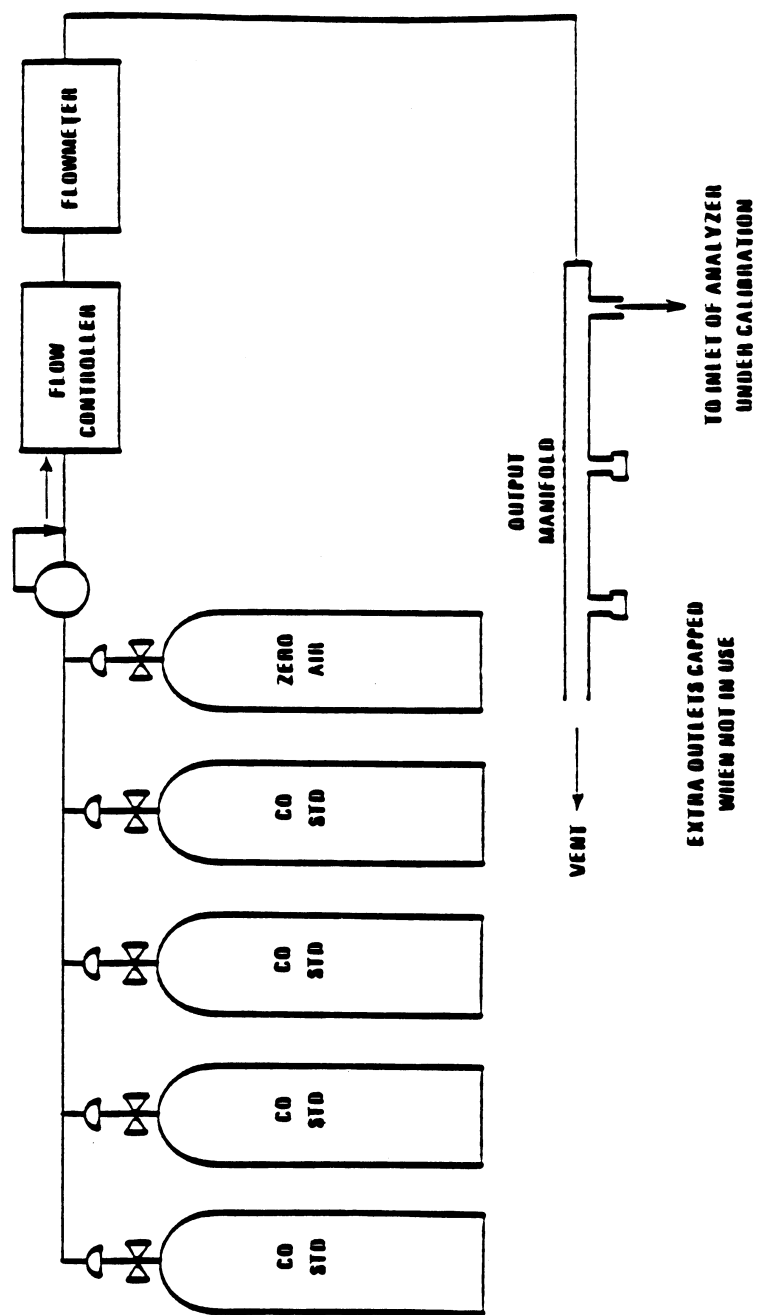 FLOWMETER
FLOW
CONTROLLER
ZERO
AIR
CO
STD
CO
STD
CO
STD
CO
STD
OUTPUT
MANIFOLD
VENT
TO INLET OF ANALYZER
UNDER CALIBRATION
EXTRA OUTLETS CAPPED
WHEN NOT IN USE